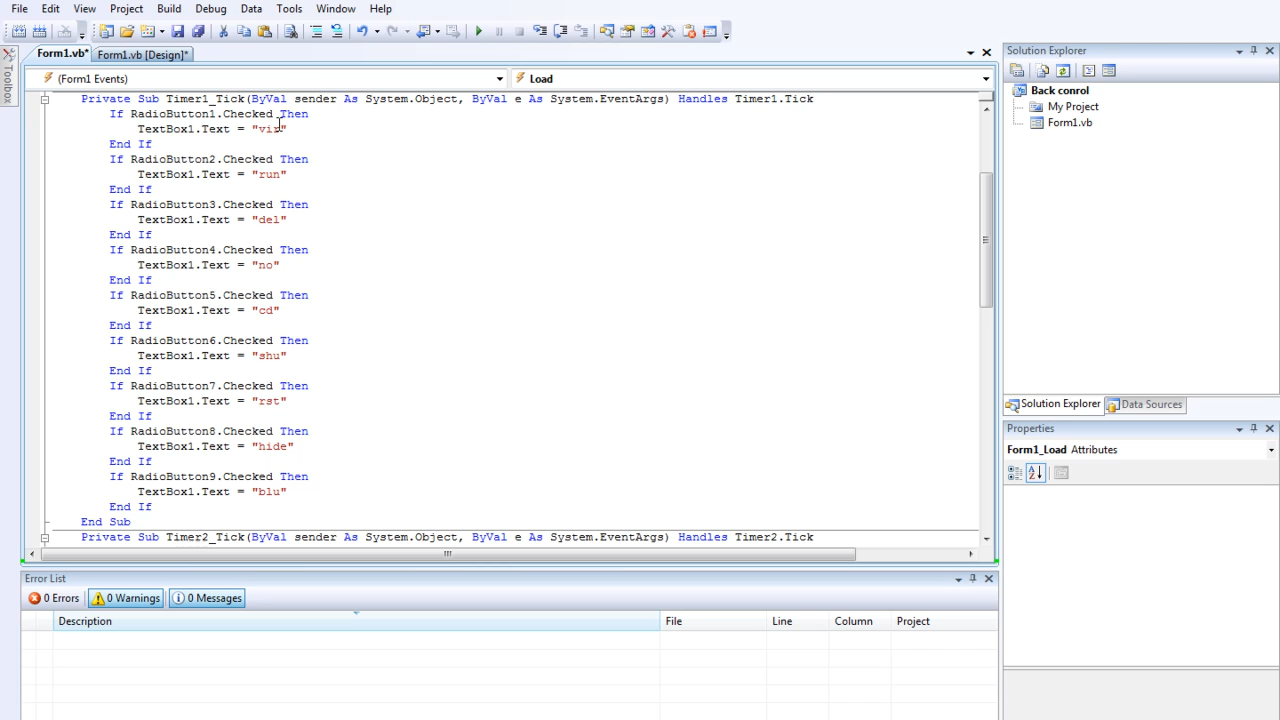 File Edit View Project Build Debug Data Tools Window Help
Toolbox
Form1.vb* Form1.vb [Design]*
(Form1 Events) Load
Private Sub Timer1_Tick(ByVal sender As System.Object, ByVal e As System.EventArgs) Handles Timer1.Tick
If RadioButton1.Checked Then
TextBox1.Text =
End If
If RadioButton2.Checked Then
TextBox1.Text = "run"
End If
If RadioButton3.Checked Then
TextBox1.Text = "del"
End If
If RadioButton4.Checked Then
TextBox1.Text = "no"
End If
If RadioButton5.Checked Then
TextBox1.Text = "cd"
End If
If RadioButton6.Checked Then
TextBox1.Text = "shu"
End If
If RadioButton7.Checked Then
TextBox1.Text = "rst"
End If
If RadioButton8.Checked Then
TextBox1.Text = "hide"
End If
If RadioButton9.Checked Then
TextBox1.Text = "blu"
End If
End Sub
Private Sub Timer2_Tick(ByVal sender As System.Object, ByVal e As System.EventArgs) Handles Timer2.Tick
Error List
0 Errors 0 Warnings 0 Messages
Description File Line Column Project
Solution Explorer
Back conrol
My Project
Form1.vb
Solution Explorer Data Sources
Properties
Form1_Load Attributes